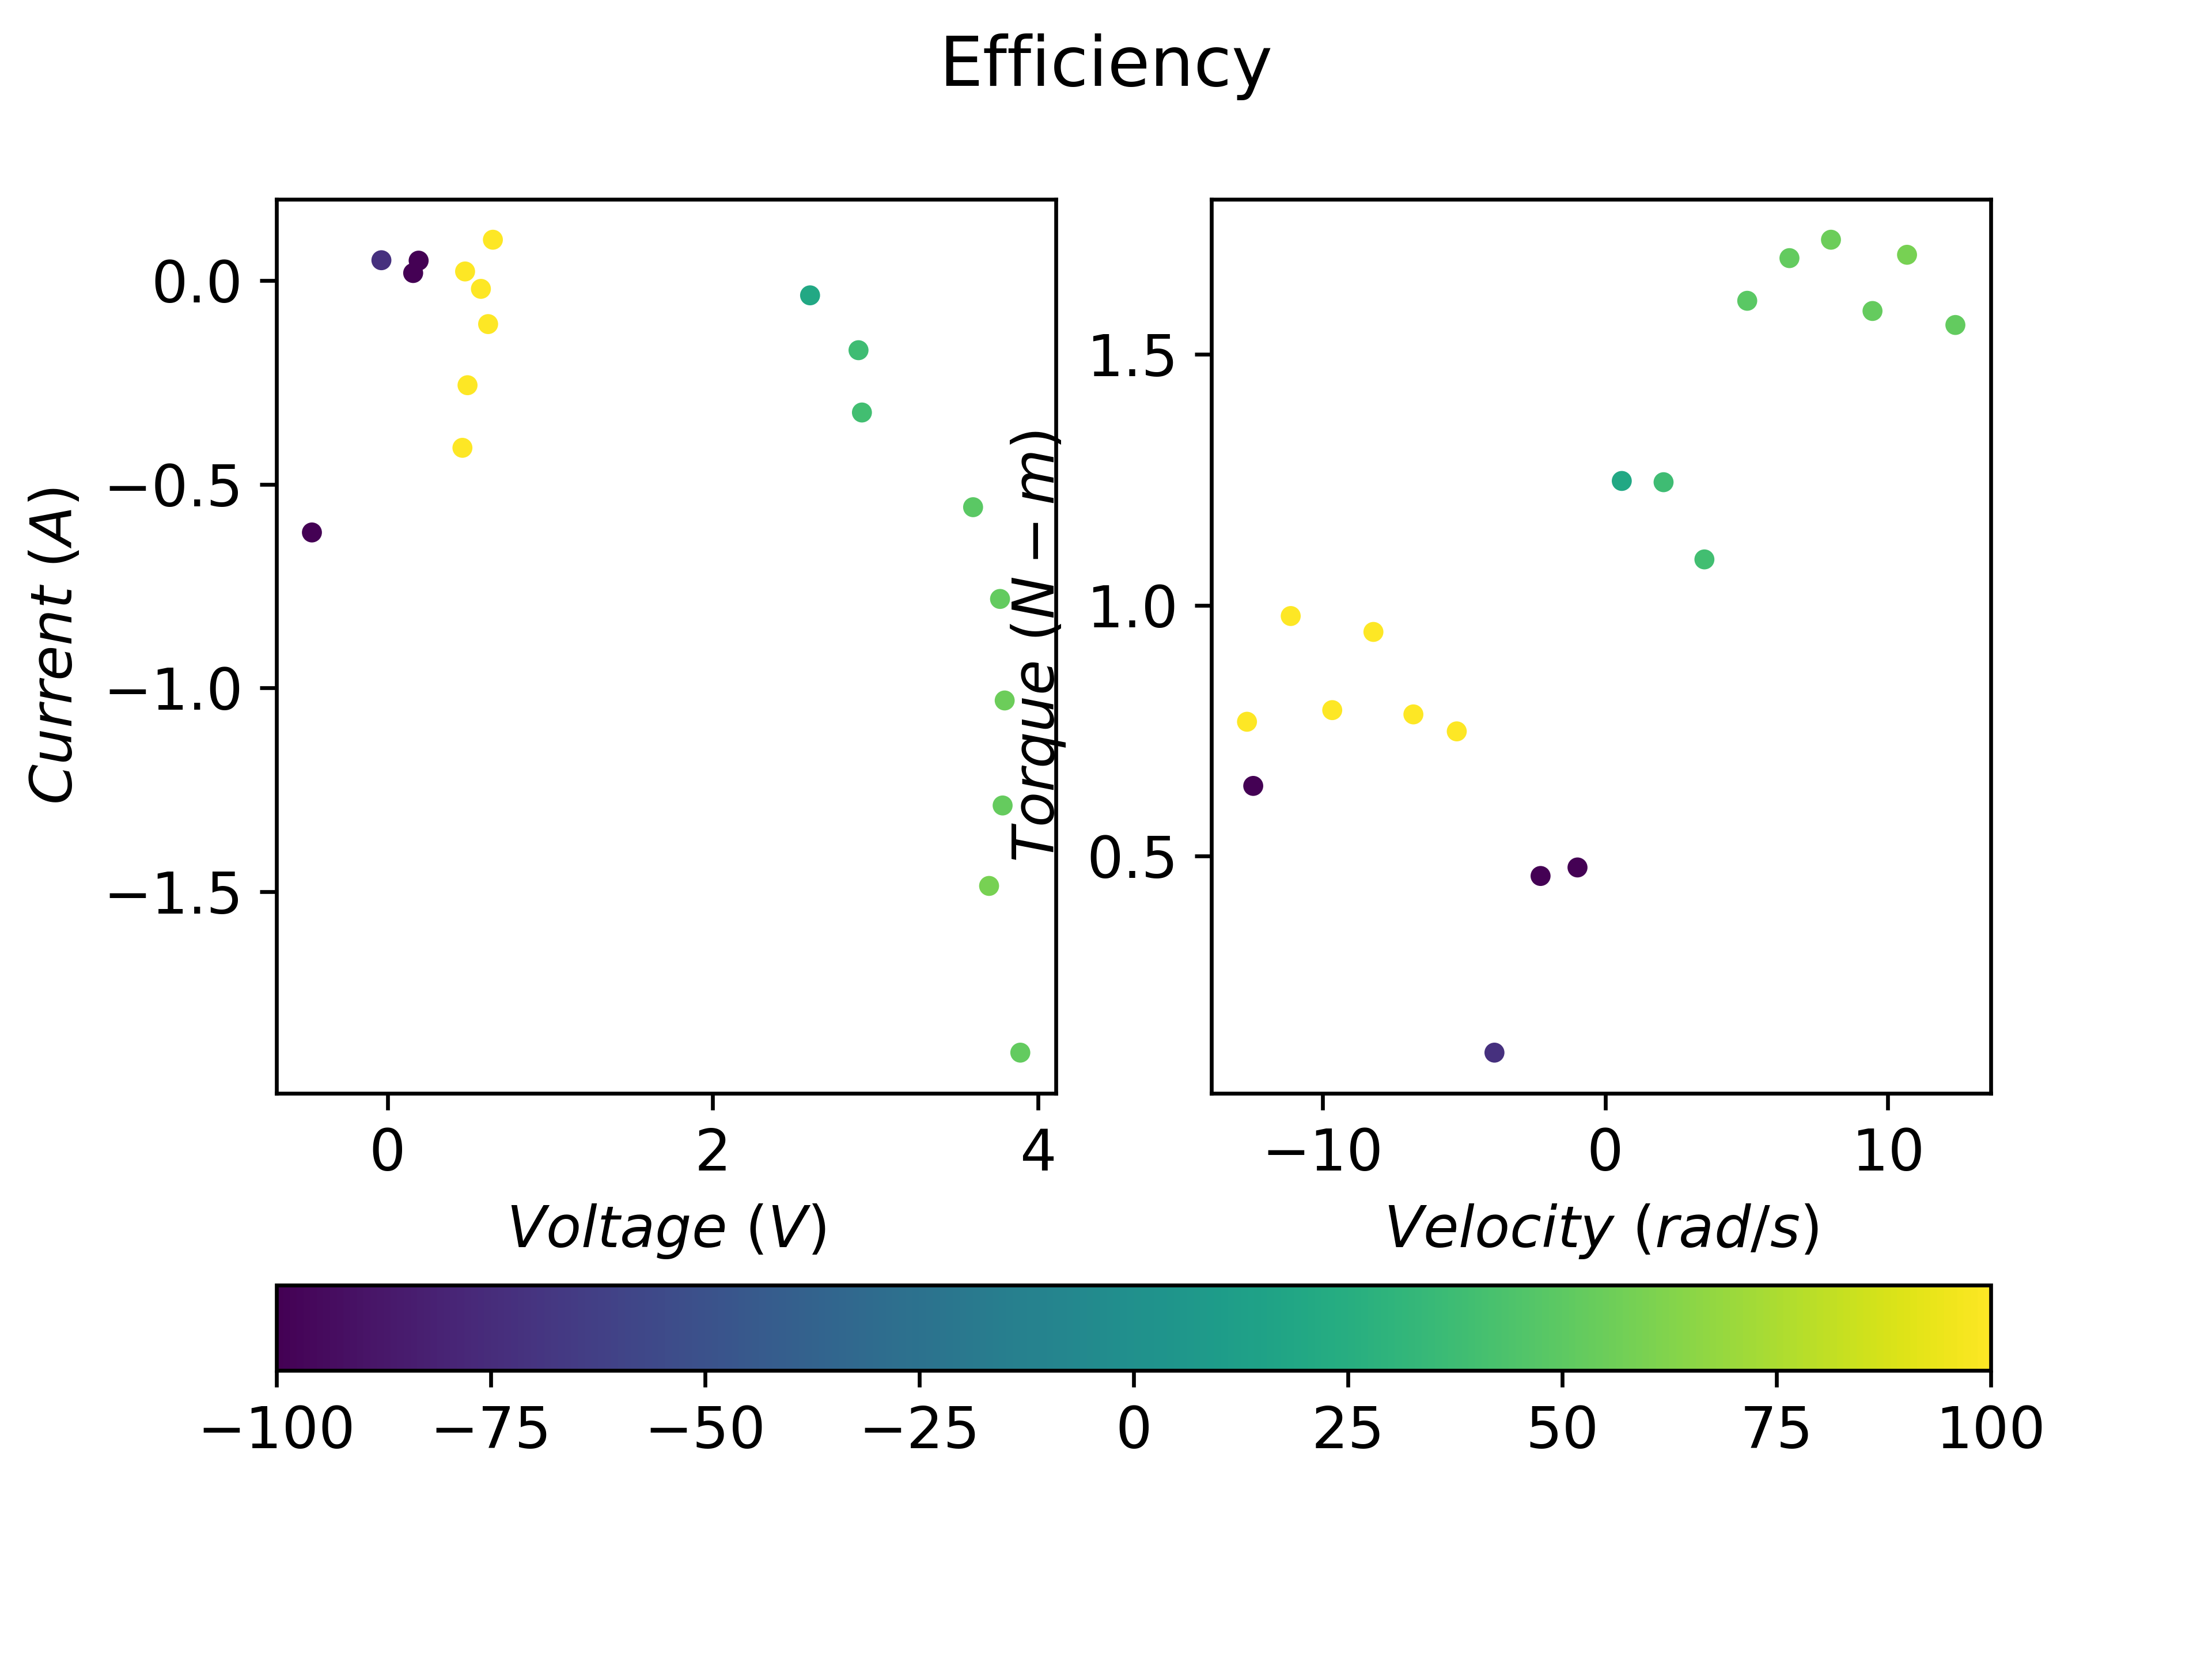 Efficiency
0.0
−0.5
−1.0
−1.5
Current (A)
0 2 4
Voltage (V)
1.5
1.0
0.5
Torque (N − m)
−10 0 10
Velocity (rad/s)
−100 −75 −50 −25 0 25 50 75 100